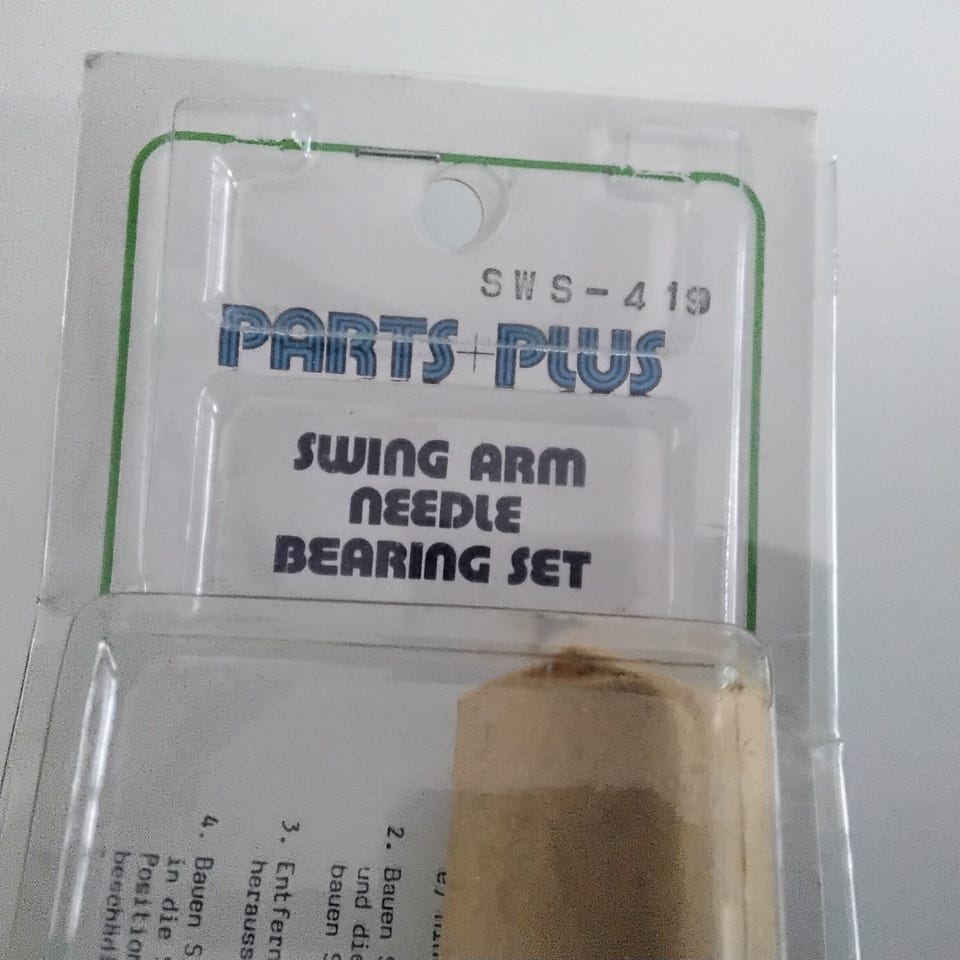 SWS-419
PARTS+PLUS
SWING ARM
NEEDLE
BEARING SET
2. Bauen
und die
bauen
3. Entfern
herauss
4. Bauen S
in die
Position